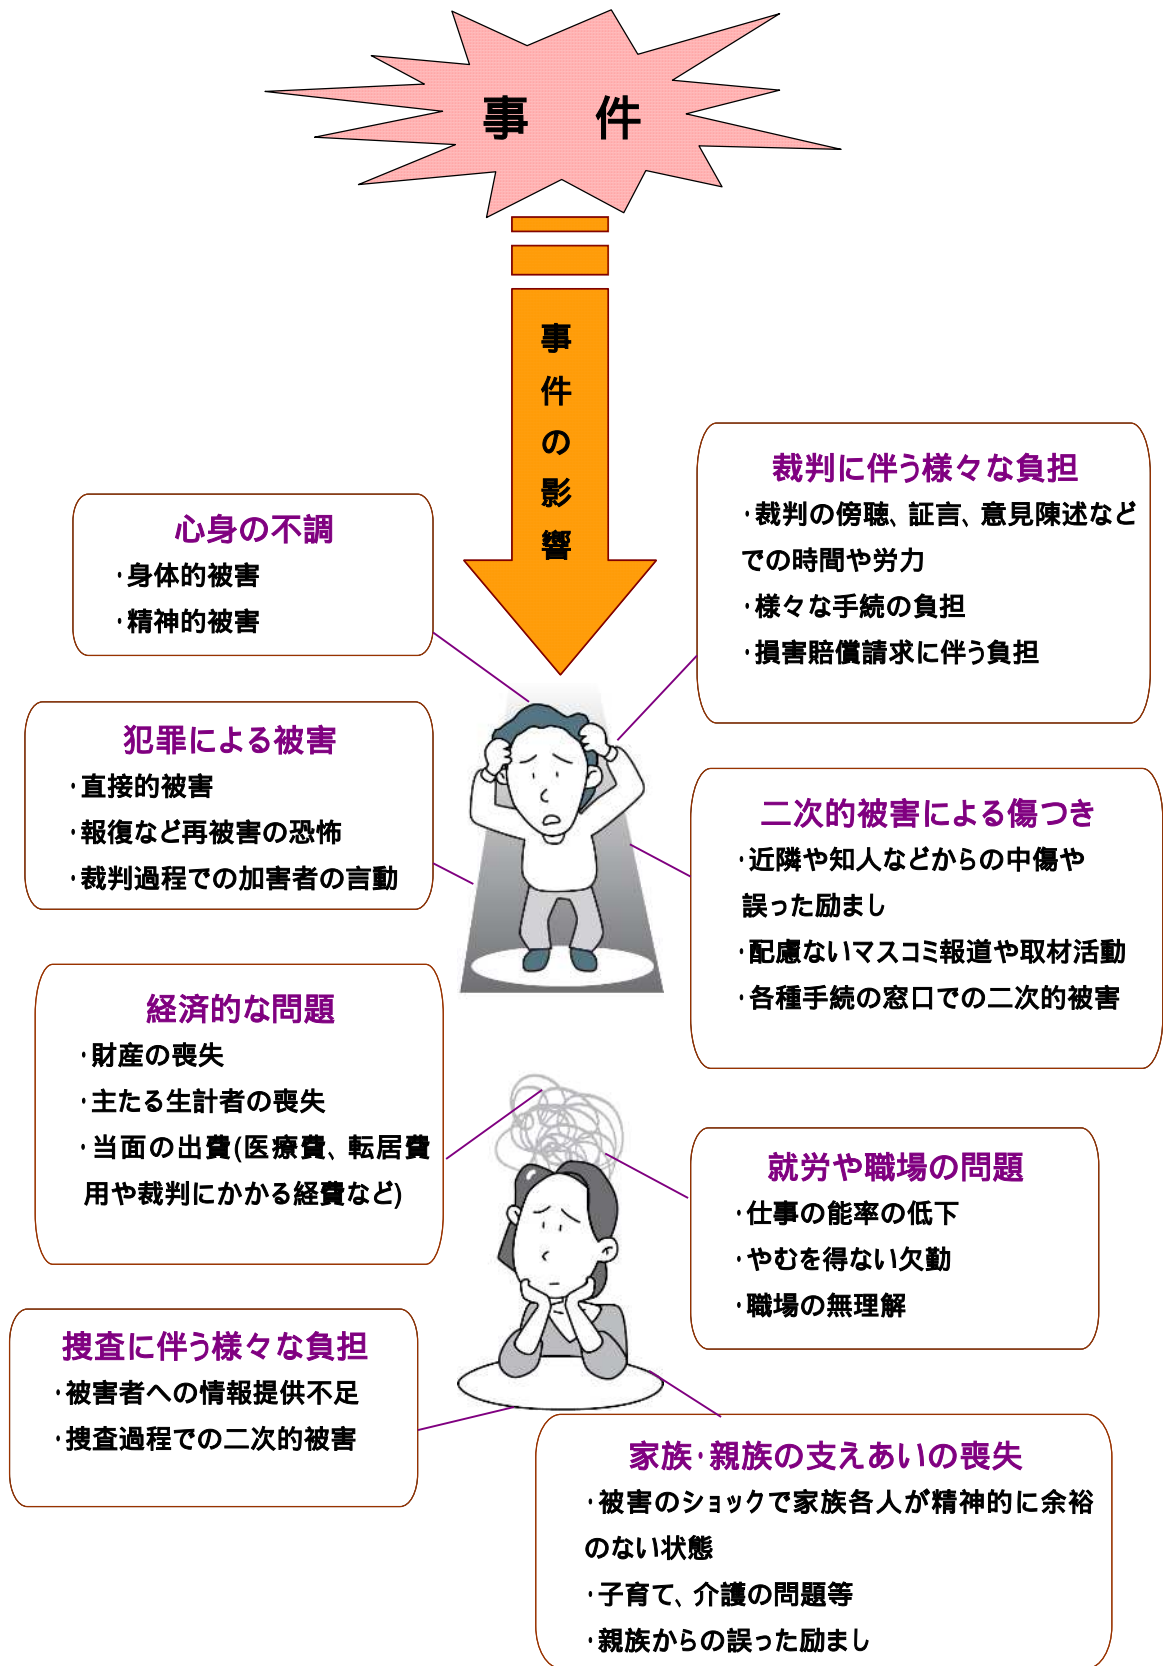 事　件
事件の影響
心身の不調
・身体的被害
・精神的被害
裁判に伴う様々な負担
・裁判の傍聴、証言、意見陳述など
での時間や労力
・様々な手続の負担
・損害賠償請求に伴う負担
犯罪による被害
・直接的被害
・報復など再被害の恐怖
・裁判過程での加害者の言動
二次的被害による傷つき
・近隣や知人などからの中傷や
誤った励まし
・配慮ないマスコミ報道や取材活動
・各種手続の窓口での二次的被害
経済的な問題
・財産の喪失
・主たる生計者の喪失
・当面の出費(医療費、転居費
用や裁判にかかる経費など)
就労や職場の問題
・仕事の能率の低下
・やむを得ない欠勤
・職場の無理解
捜査に伴う様々な負担
・被害者への情報提供不足
・捜査過程での二次的被害
家族・親族の支えあいの喪失
・被害のショックで家族各人が精神的に余裕
のない状態
・子育て、介護の問題等
・親族からの誤った励まし